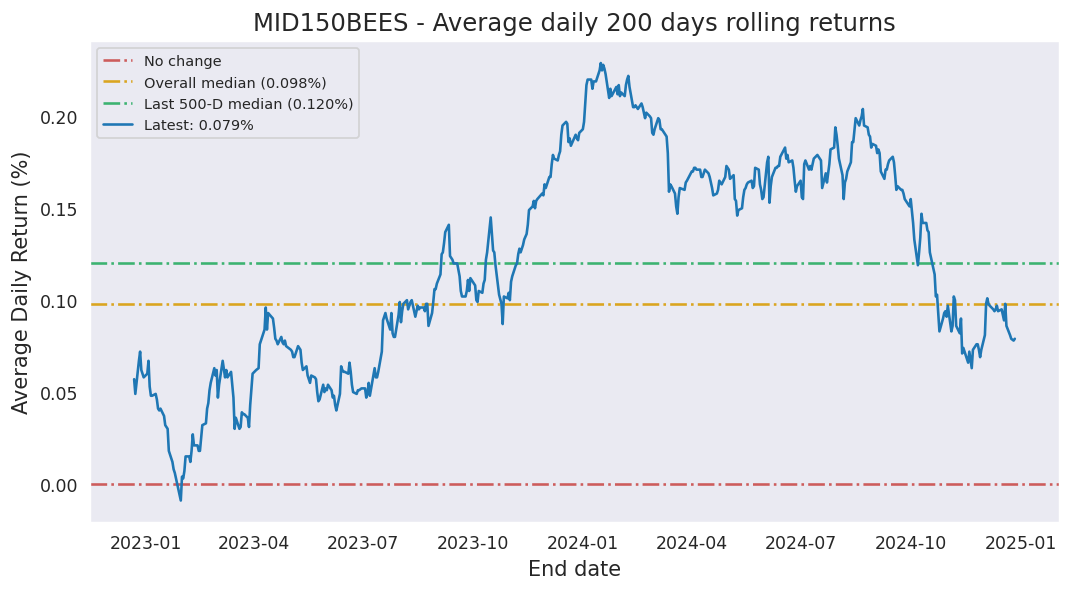 MID150BEES - Average daily 200 days rolling returns
No change
Overall median (0.098%)
Last 500-D median (0.120%)
Latest: 0.079%
Average Daily Return (%)
0.20
0.15
0.10
0.05
0.00
2023-01 2023-04 2023-07 2023-10 2024-01 2024-04 2024-07 2024-10 2025-01
End date